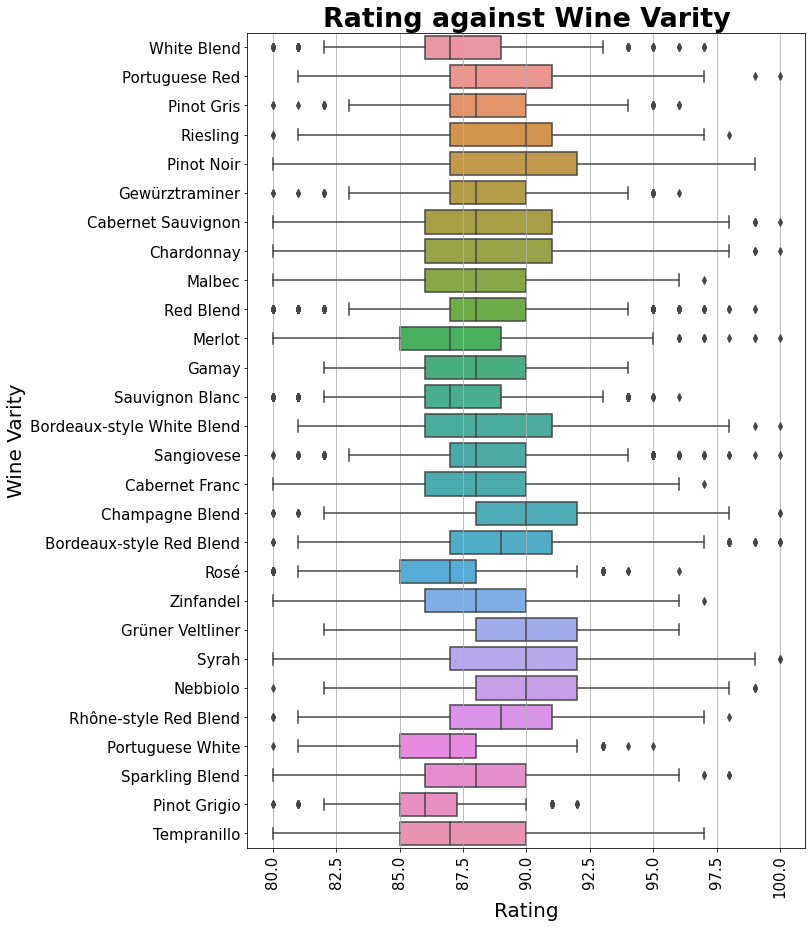 Rating against Wine Varity
White Blend
Portuguese Red
Pinot Gris
Riesling
Pinot Noir
Gewürztraminer
Cabernet Sauvignon
Chardonnay
Malbec
Red Blend
Merlot
Gamay
Sauvignon Blanc
Bordeaux-style White Blend
Sangiovese
Cabernet Franc
Champagne Blend
Bordeaux-style Red Blend
Rosé
Zinfandel
Grüner Veltliner
Syrah
Nebbiolo
Rhône-style Red Blend
Portuguese White
Sparkling Blend
Pinot Grigio
Tempranillo
Wine Varity
80.0
82.5
85.0
87.5
90.0
92.5
95.0
97.5
100.0
Rating